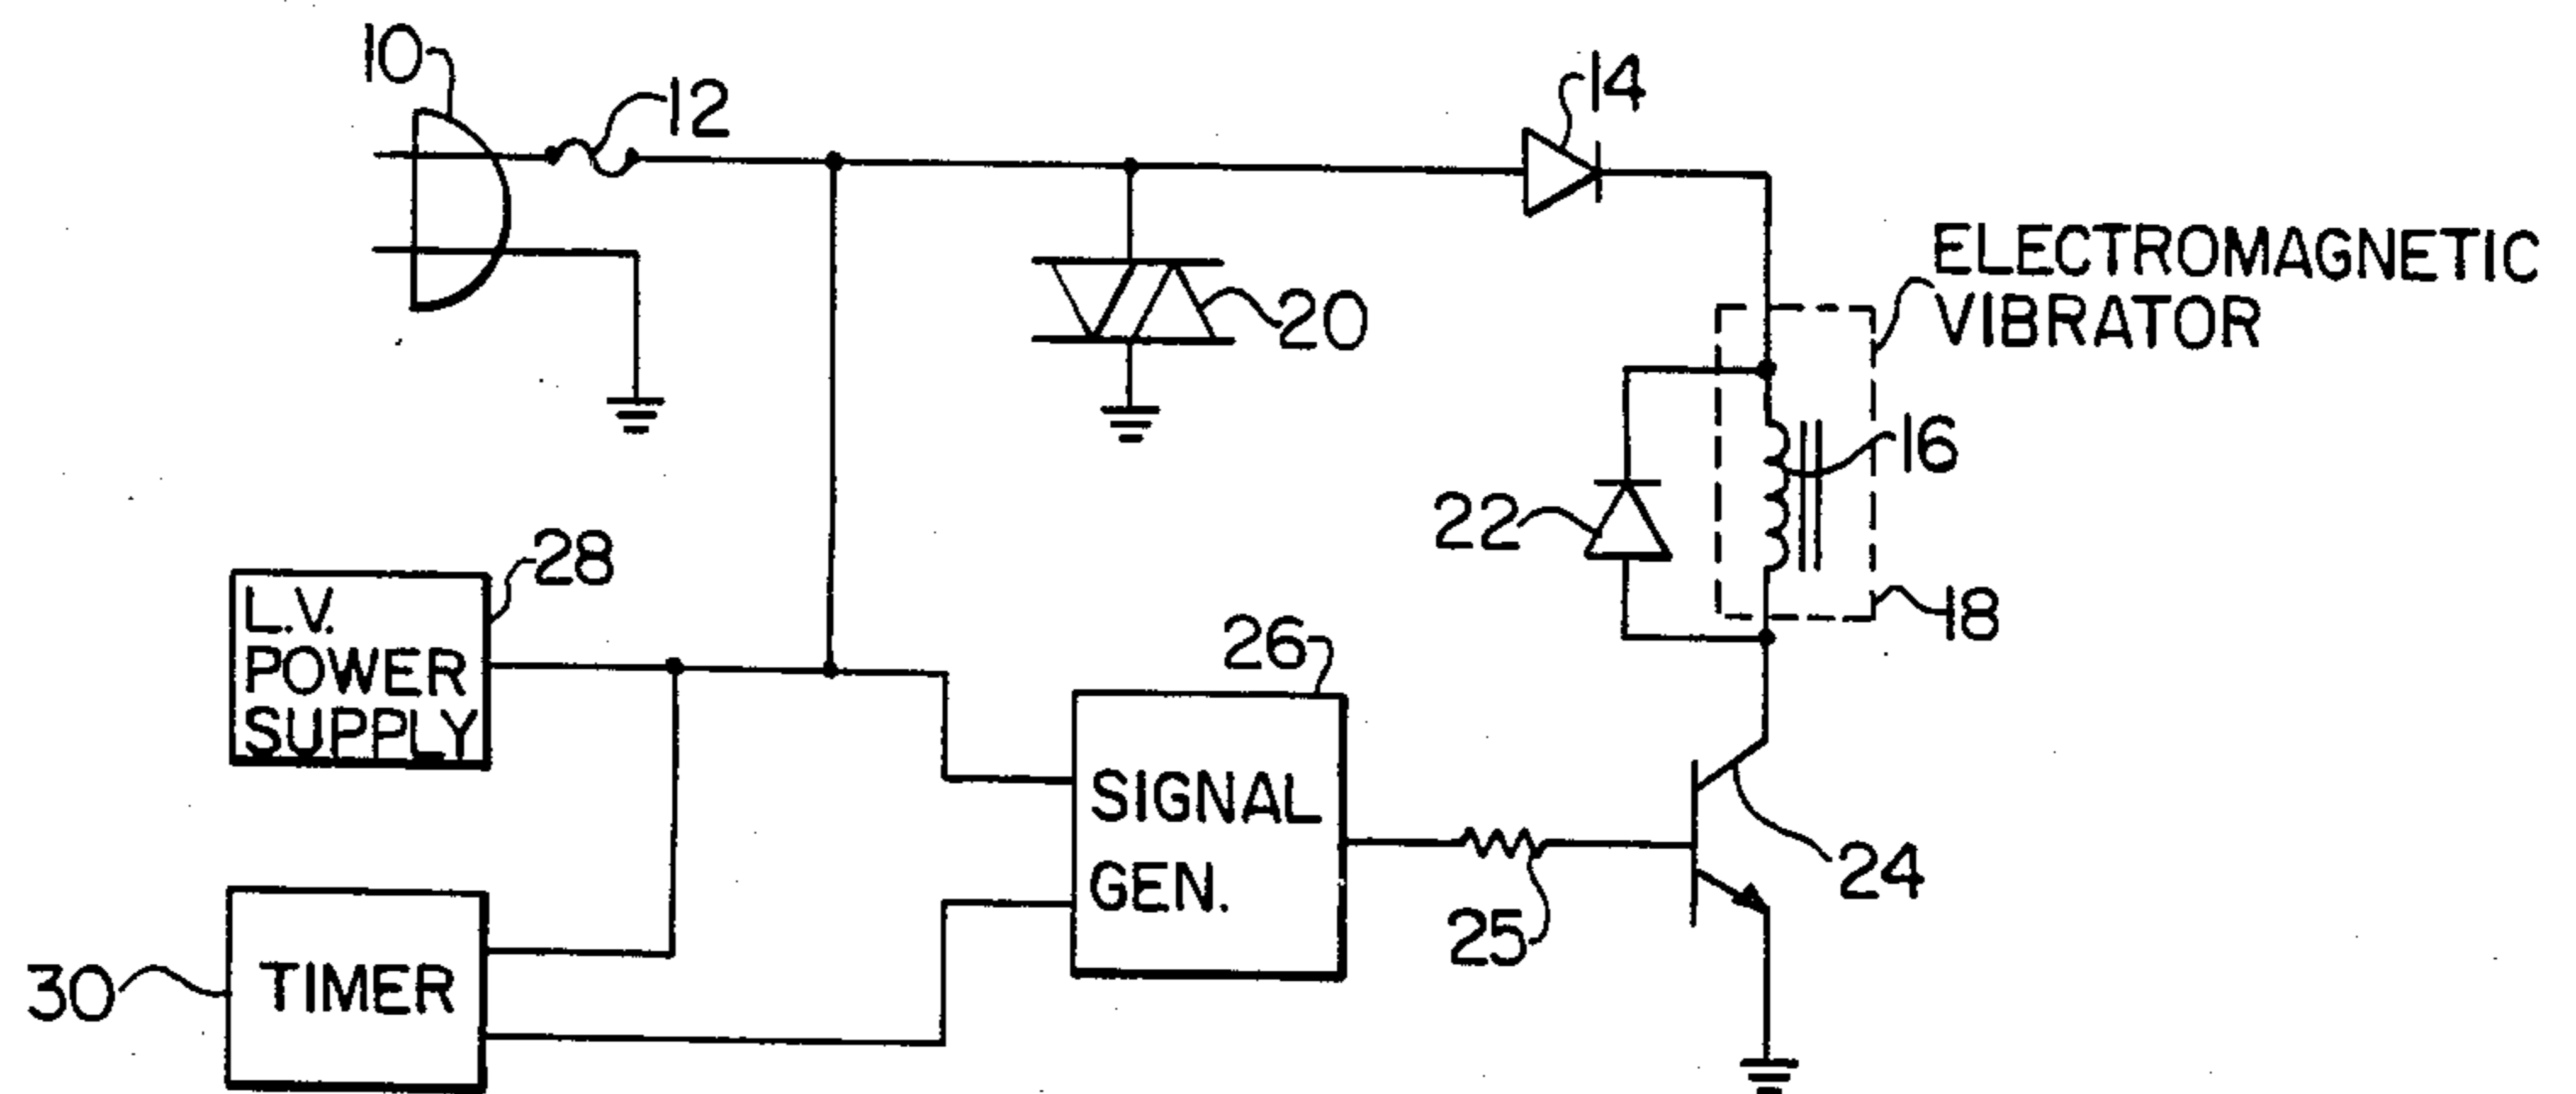 10
12
14
ELECTROMAGNETIC
VIBRATOR
20
16
22
18
28
L.V.
POWER
SUPPLY
26
SIGNAL
GEN.
24
25
30
TIMER